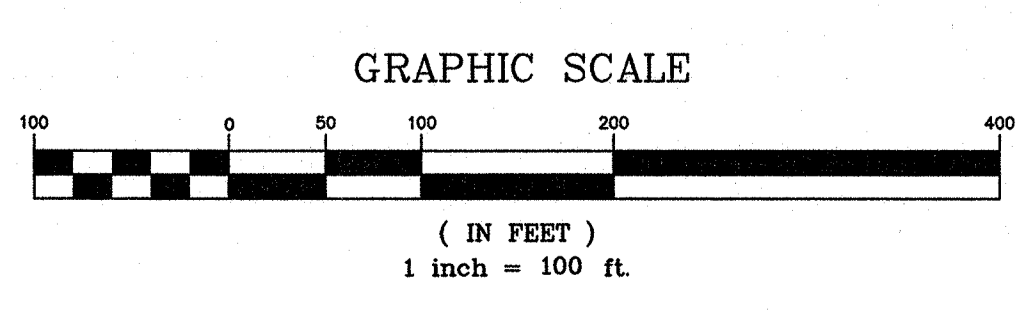 GRAPHIC SCALE
100 0 50 100 200 400
( IN FEET )
1 inch = 100 ft.